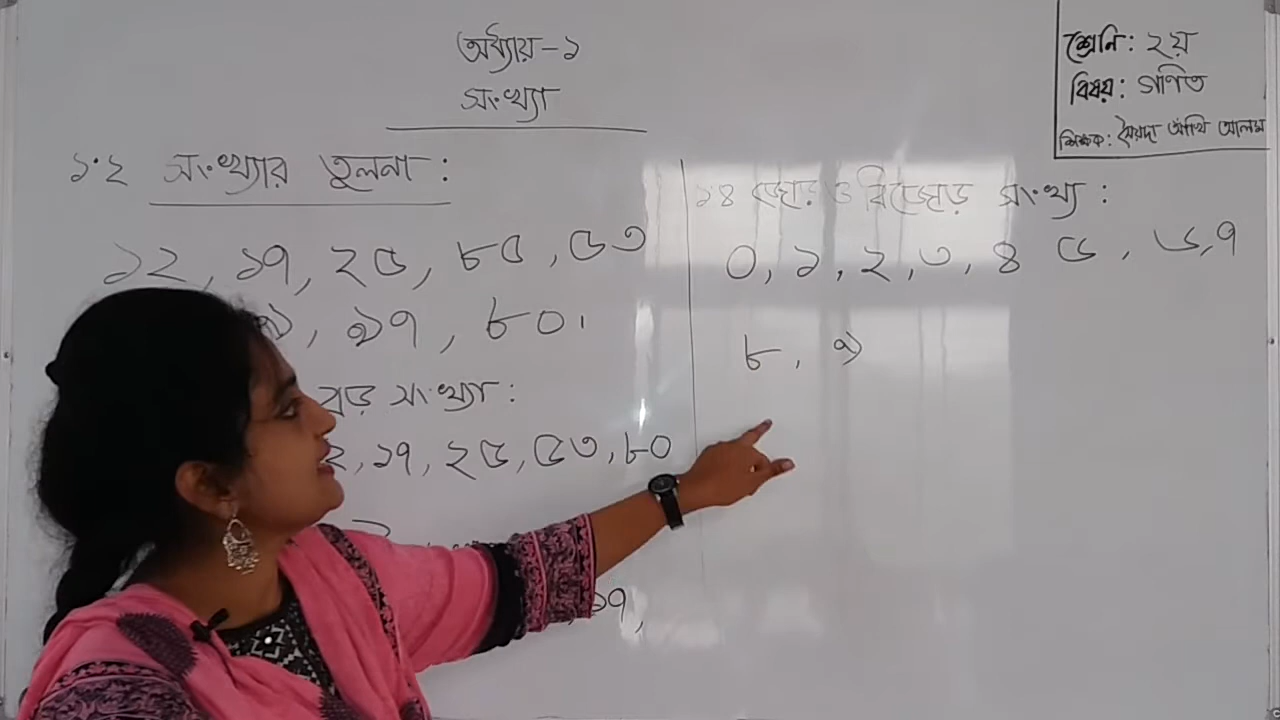 অধ্যায়-১
সংখ্যা
শ্রেনি: ২য়
বিষয়: গণিত
শিক্ষক: সৈয়দা আঁখি আলম
১.২ সংখ্যার তুলনা:
১২, ১৭, ২৫, ৮৫, ৫৩
, ৯৭, ৮০।
বড় সংখ্যা:
২, ১৭, ২৫, ৫৩, ৮০
১৭,
১.৪ জোড় ও বিজোড় সংখ্য:
০, ১, ২, ৩, ৪ ৫, ৬, ৭
৮, ৯